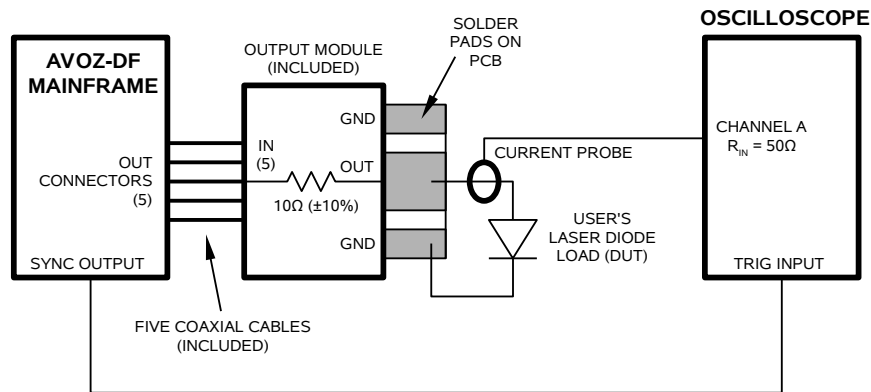 AVOZ-DF
MAINFRAME
OUT
CONNECTORS
(5)
SYNC OUTPUT
FIVE COAXIAL CABLES
(INCLUDED)
OUTPUT MODULE
(INCLUDED)
IN
(5)
10Ω (±10%)
GND
OUT
GND
SOLDER
PADS ON
PCB
CURRENT PROBE
USER'S
LASER DIODE
LOAD (DUT)
OSCILLOSCOPE
CHANNEL A
RIN = 50Ω
TRIG INPUT